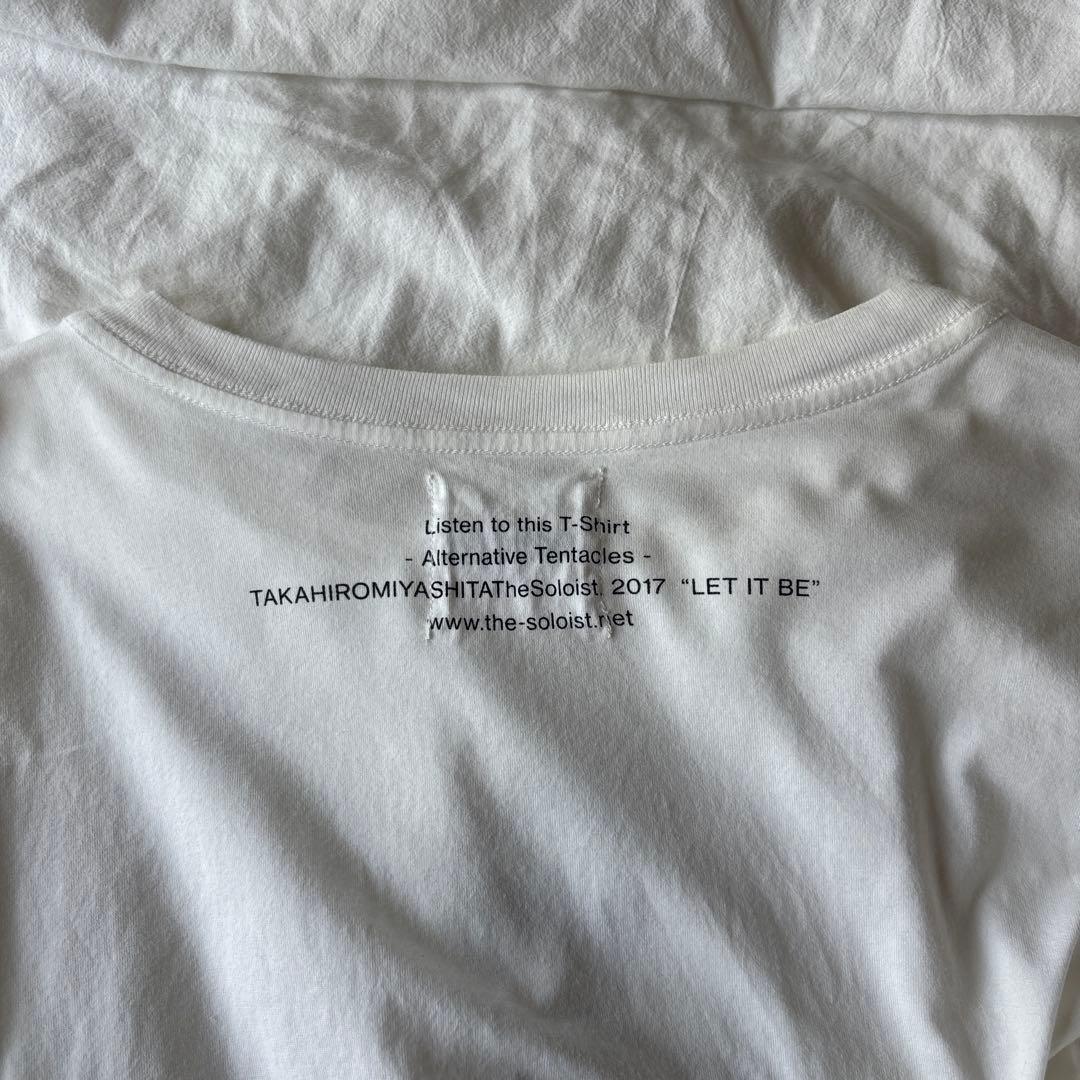 Listen to this T-Shirt
- Alternative Tentacles -
TAKAHIROMIYASHITATheSoloist. 2017 “LET IT BE”
www.the-soloist.net